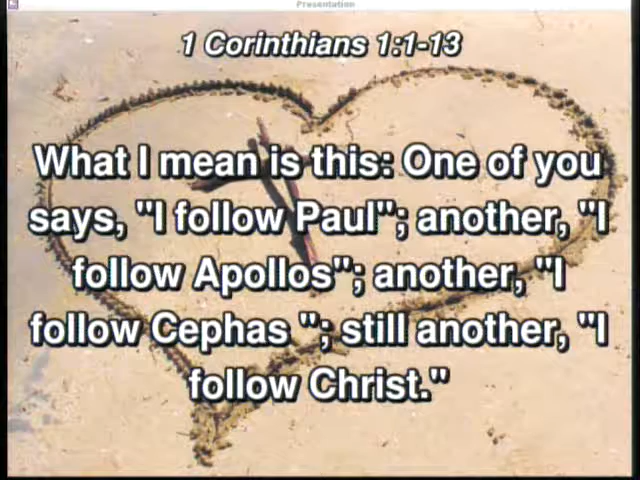 Presentation
1 Corinthians 1:1-13
What I mean is this: One of you
says, "I follow Paul"; another, "I
follow Apollos"; another, "I
follow Cephas "; still another, "I
follow Christ."